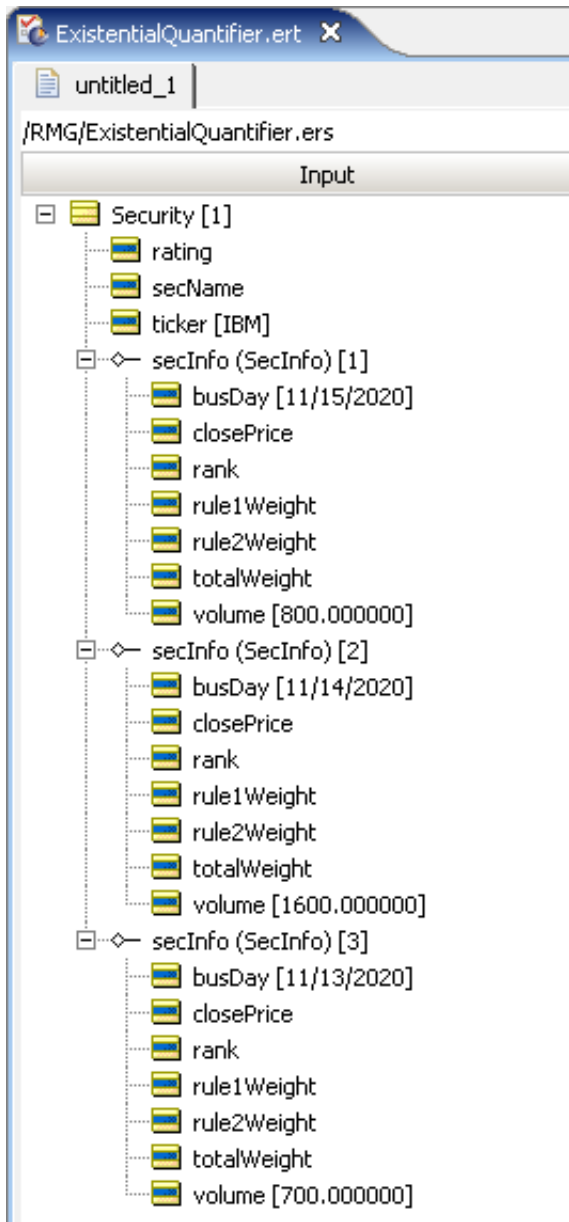 ExistentialQuantifier.ert
untitled_1
/RMG/ExistentialQuantifier.ers
Input
Security [1]
rating
secName
ticker [IBM]
secInfo (SecInfo) [1]
busDay [11/15/2020]
closePrice
rank
rule1Weight
rule2Weight
totalWeight
volume [800.000000]
secInfo (SecInfo) [2]
busDay [11/14/2020]
closePrice
rank
rule1Weight
rule2Weight
totalWeight
volume [1600.000000]
secInfo (SecInfo) [3]
busDay [11/13/2020]
closePrice
rank
rule1Weight
rule2Weight
totalWeight
volume [700.000000]